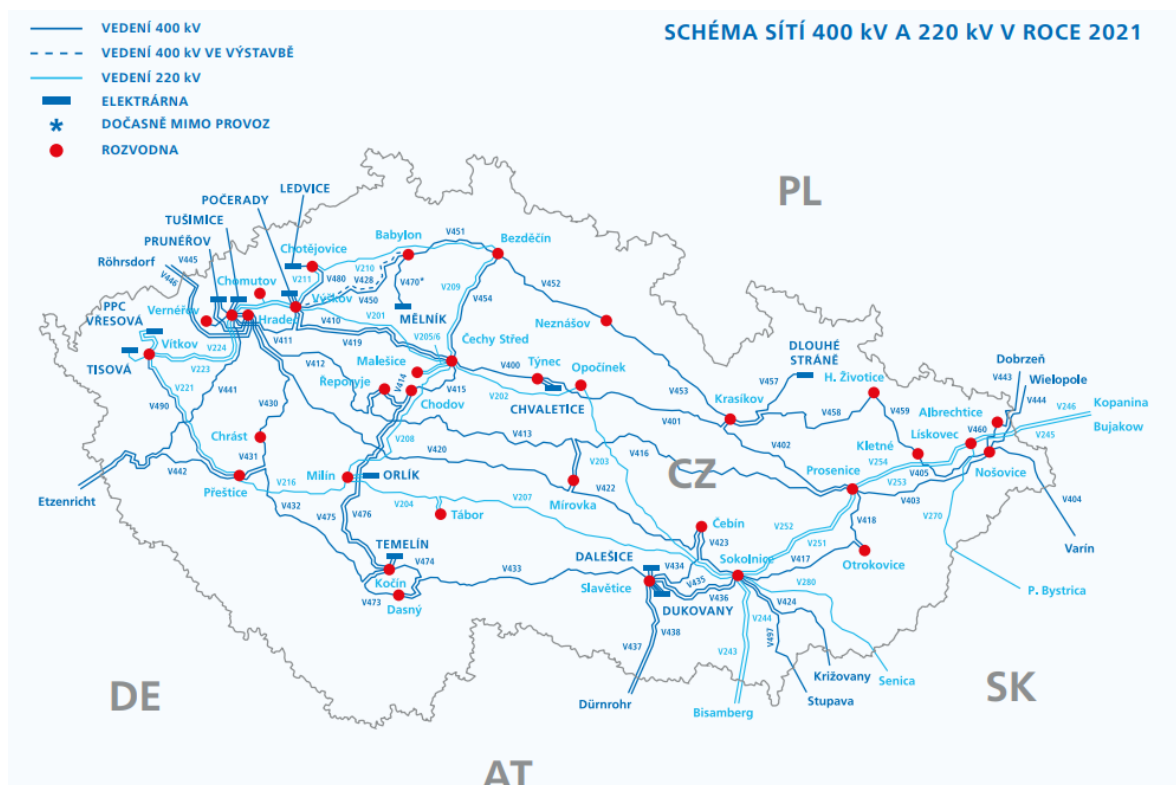 VEDENÍ 400 kV
SCHÉMA SÍTÍ 400 kV A 220 kV V ROCE 2021
VEDENÍ 400 kV VE VÝSTAVBĚ
VEDENÍ 220 kV
ELEKTRÁRNA
* DOČASNĚ MIMO PROVOZ
ROZVODNA
PL
LEDVICE
POČERADY
TUŠIMICE
PRUNÉŘOV
Röhrsdorf
V445
V446
Chotějovice
Babylon
V451
Bezděčín
V210
V211
V480
V428
V470*
V450
V209
V454
V452
Chomutov
PPC
VŘESOVÁ
Vernéřov
Výškov
Hradec
V410
V201
MĚLNÍK
Neznášov
V411
V419
V205/6
Čechy Střed
Vítkov
V224
V223
TISOVÁ
V221
V412
Malešice
Řeporyje
V414
V415
Chodov
V400
Týnec
Opočínek
V202
CHVALETICE
DLOUHÉ
STRÁNĚ
V457
H. Životice
Dobrzeń
V443
Wielopole
V444
V441
V430
V490
V453
Krasíkov
V458
V459
Albrechtice
V246
Kopanina
V460
Lískovec
V245
Bujakow
Chrást
V431
V208
V413
V401
V402
V420
V203
V416
CZ
Kletné
V254
V405
Nošovice
V442
Přeštice
V216
Milín
ORLÍK
Etzenricht
V432
V475
V476
V204
Tábor
V207
V422
Mírovka
Prosenice
V253
V403
V404
V270
Varín
Čebín
V423
V252
V251
V418
V417
Otrokovice
TEMELÍN
V474
Kočín
V473
Dasný
V433
DALEŠICE
V434
Slavětice
V435
Sokolnice
DUKOVANY
V436
V280
V424
V244
V497
V438
V437
V243
P. Bystrica
Križovany
Senica
Stupava
Dürnrohr
Bisamberg
DE
SK
AT